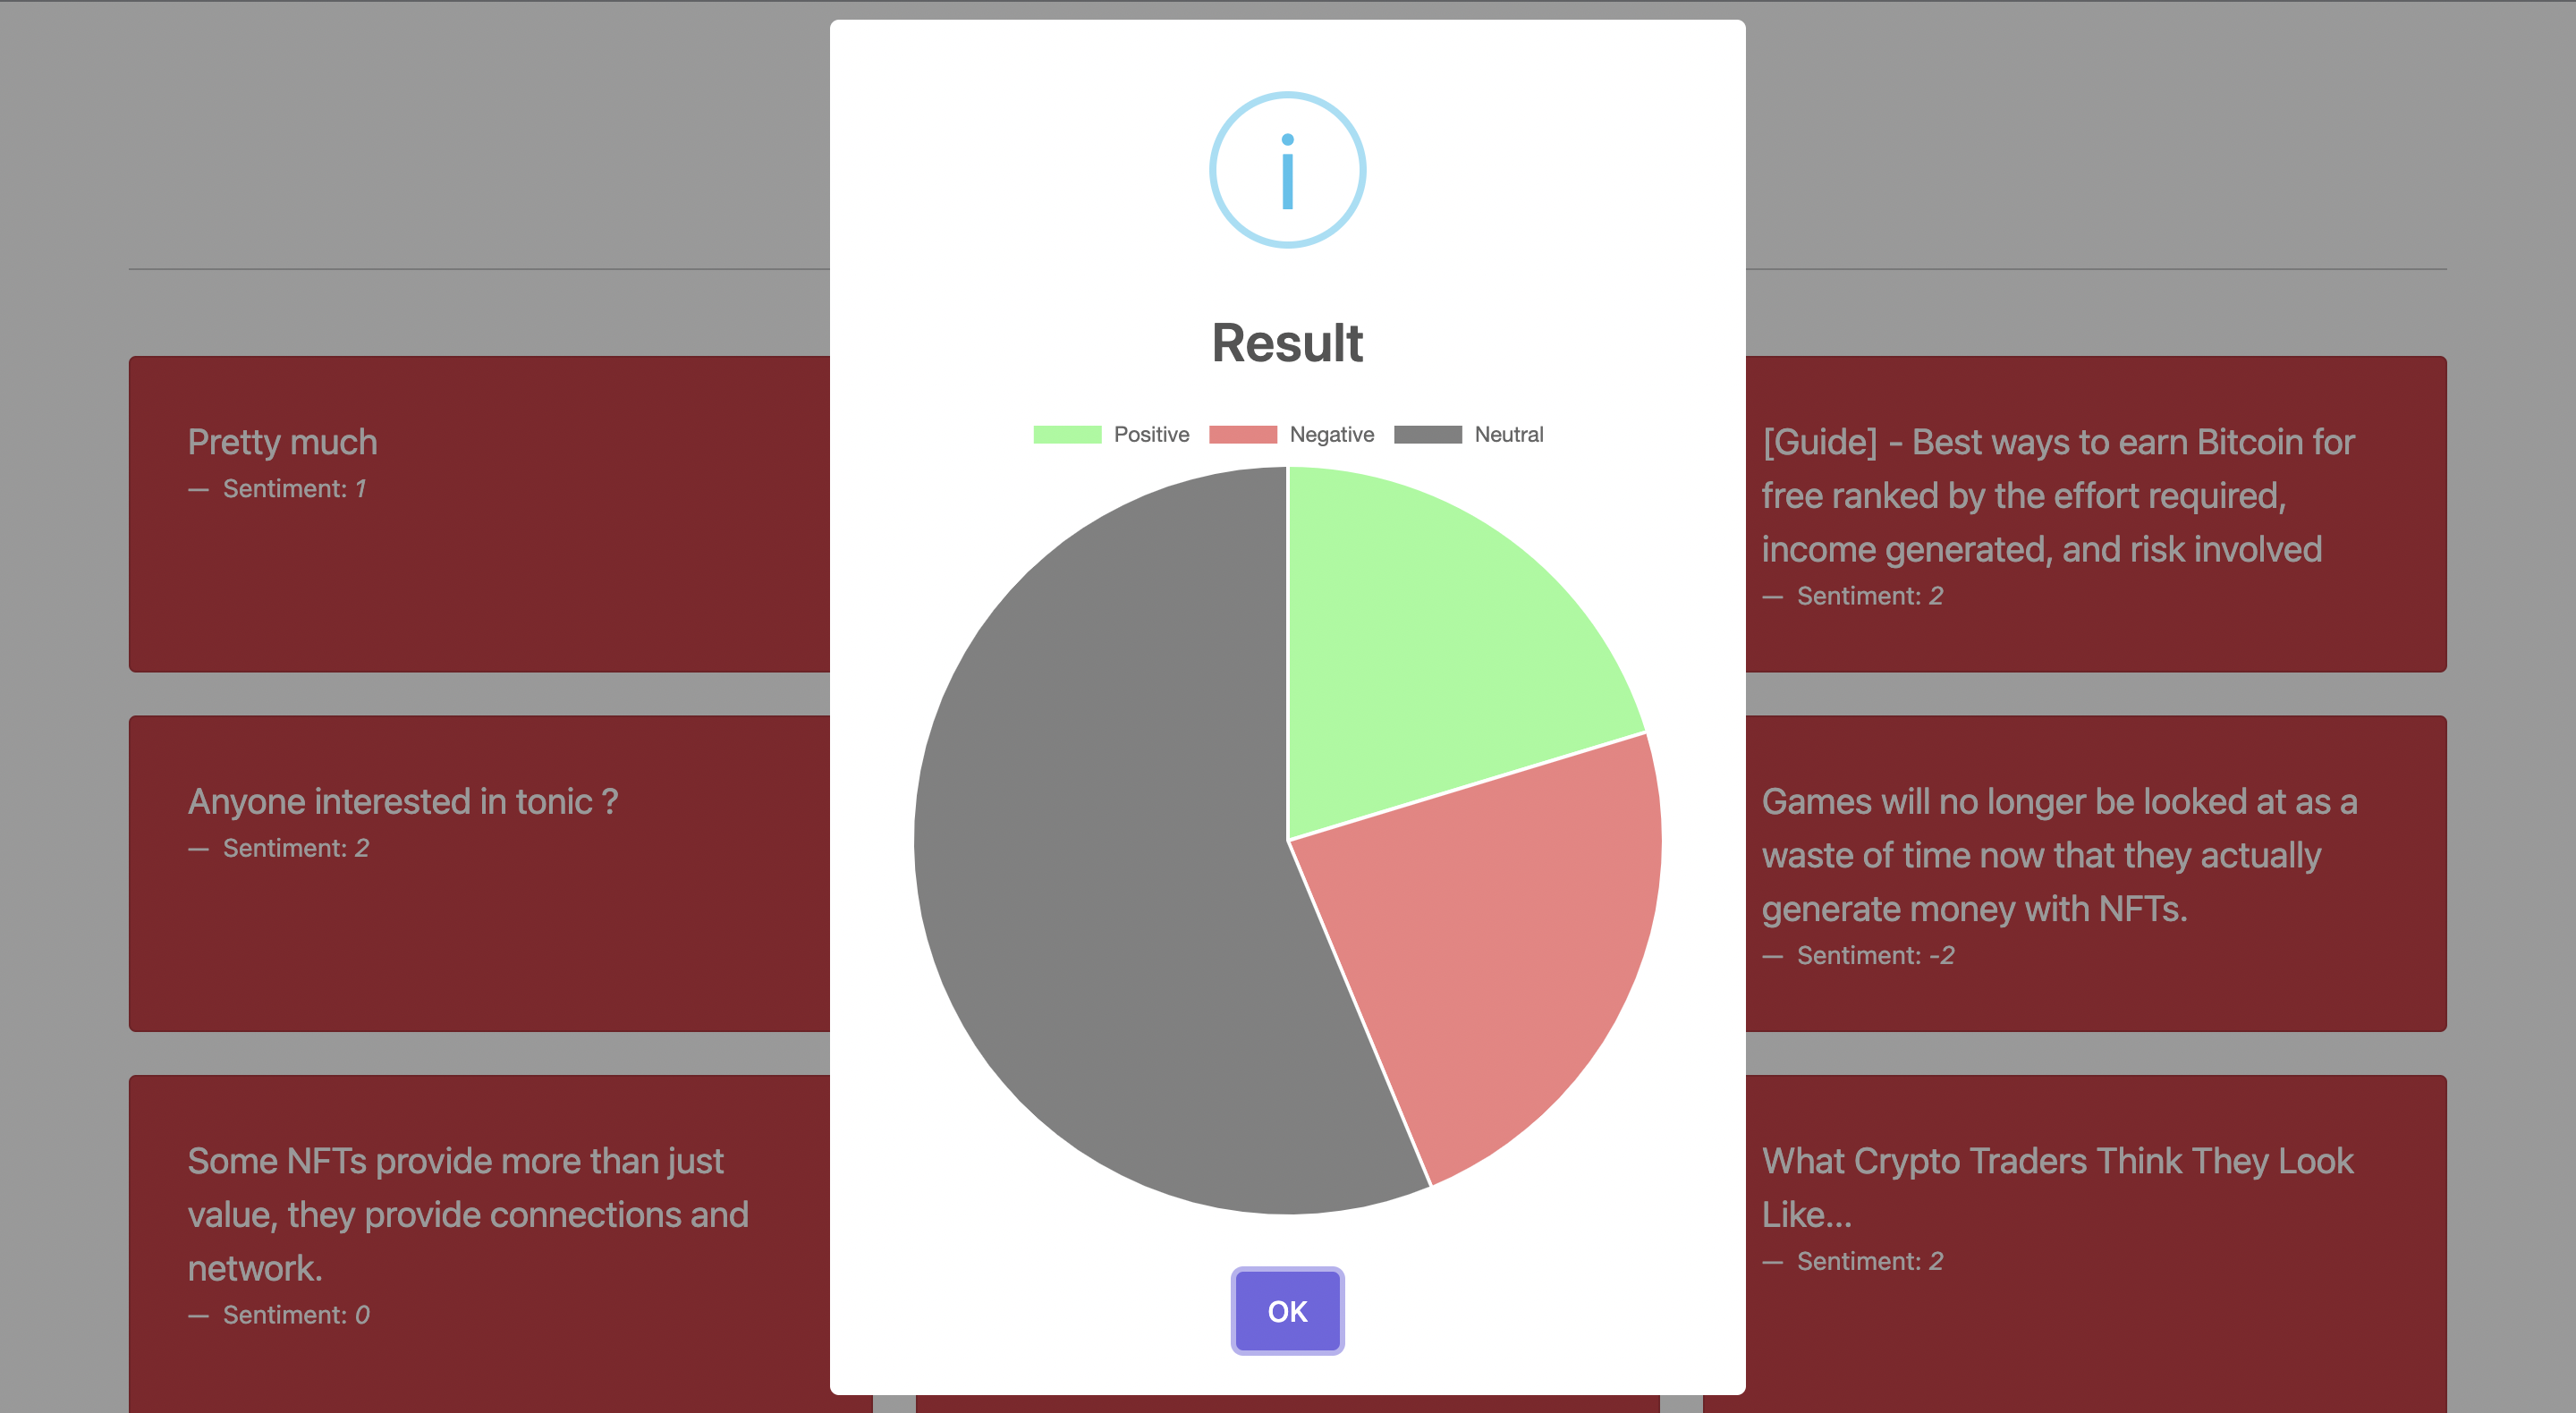 Result
Positive Negative Neutral
OK
Pretty much
— Sentiment: 1
[Guide] - Best ways to earn Bitcoin for
free ranked by the effort required,
income generated, and risk involved
— Sentiment: 2
Anyone interested in tonic ?
— Sentiment: 2
Games will no longer be looked at as a
waste of time now that they actually
generate money with NFTs.
— Sentiment: -2
Some NFTs provide more than just
value, they provide connections and
network.
— Sentiment: 0
What Crypto Traders Think They Look
Like...
— Sentiment: 2